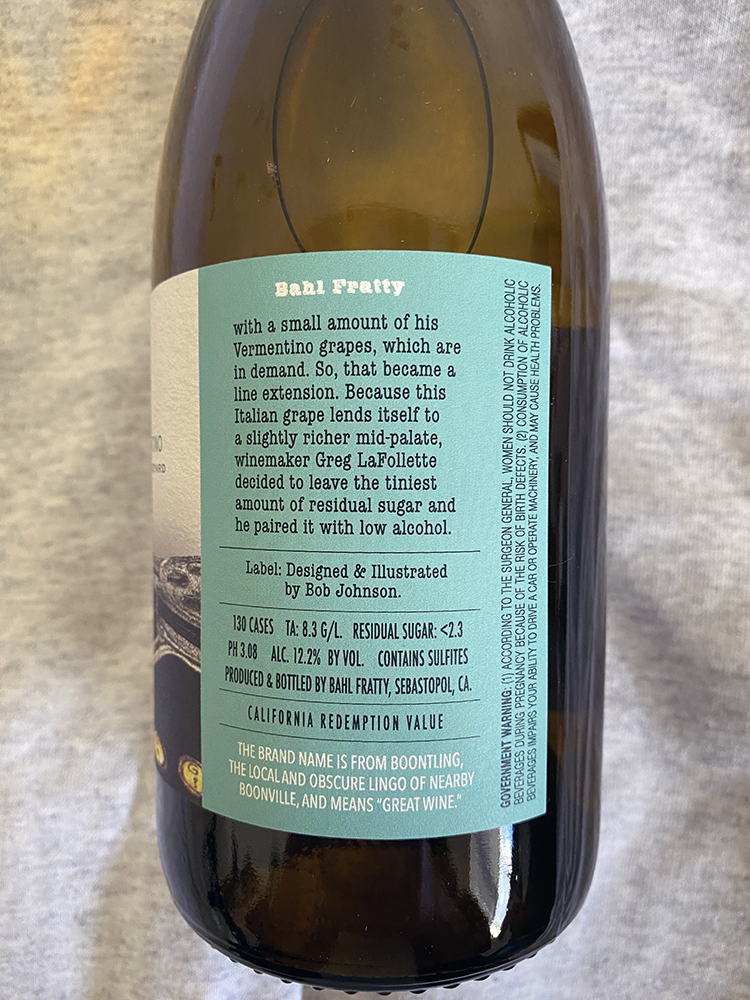 Bahl Fratty
with a small amount of his
Vermentino grapes, which are
in demand. So, that became a
line extension. Because this
Italian grape lends itself to
a slightly richer mid-palate,
winemaker Greg LaFollette
decided to leave the tiniest
amount of residual sugar and
he paired it with low alcohol.
Label: Designed & Illustrated
by Bob Johnson.
130 CASES TA: 8.3 G/L. RESIDUAL SUGAR: <2.3
PH 3.08 ALC. 12.2% BY VOL. CONTAINS SULFITES
PRODUCED & BOTTLED BY BAHL FRATTY, SEBASTOPOL, CA.
CALIFORNIA REDEMPTION VALUE
THE BRAND NAME IS FROM BOONTLING,
THE LOCAL AND OBSCURE LINGO OF NEARBY
BOONVILLE, AND MEANS “GREAT WINE.”
GOVERNMENT WARNING: (1) ACCORDING TO THE SURGEON GENERAL, WOMEN SHOULD NOT DRINK ALCOHOLIC
BEVERAGES DURING PREGNANCY BECAUSE OF THE RISK OF BIRTH DEFECTS. (2) CONSUMPTION OF ALCOHOLIC
BEVERAGES IMPAIRS YOUR ABILITY TO DRIVE A CAR OR OPERATE MACHINERY, AND MAY CAUSE HEALTH PROBLEMS.